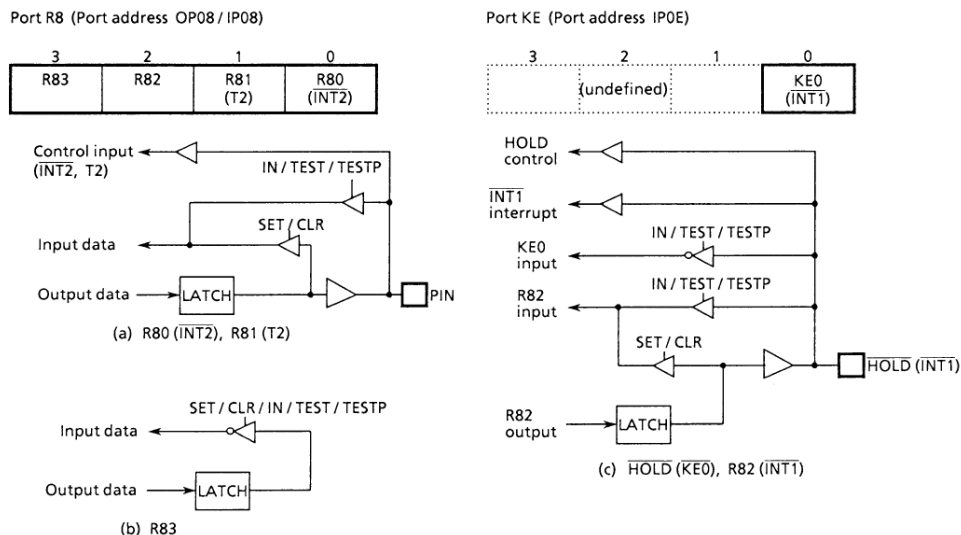 Port R8 (Port address OP08 / IP08)
3 2 1 0
R83 R82 R81 R80
(T2) (INT2)
Control input
(INT2, T2)
IN / TEST / TESTP
SET / CLR
Input data
Output data
LATCH
PIN
(a) R80 (INT2), R81 (T2)
SET / CLR / IN / TEST / TESTP
Input data
Output data
LATCH
(b) R83
Port KE (Port address IP0E)
3 2 1 0
(undefined)
KE0
(INT1)
HOLD
control
INT1
interrupt
IN / TEST / TESTP
KE0
input
IN / TEST / TESTP
R82
input
SET / CLR
HOLD (INT1)
R82
output
LATCH
(c) HOLD (KE0), R82 (INT1)